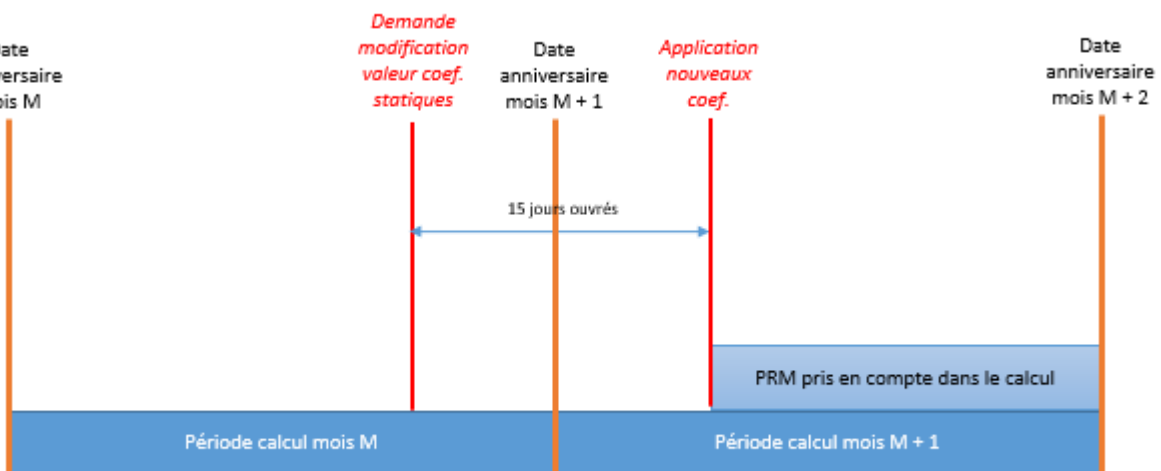 Demande
modification
valeur coef.
statiques
Date
anniversaire
mois M + 1
Application
nouveaux
coef.
Date
anniversaire
mois M + 2
15 jours ouvrés
PRM pris en compte dans le calcul
Période calcul mois M
Période calcul mois M + 1